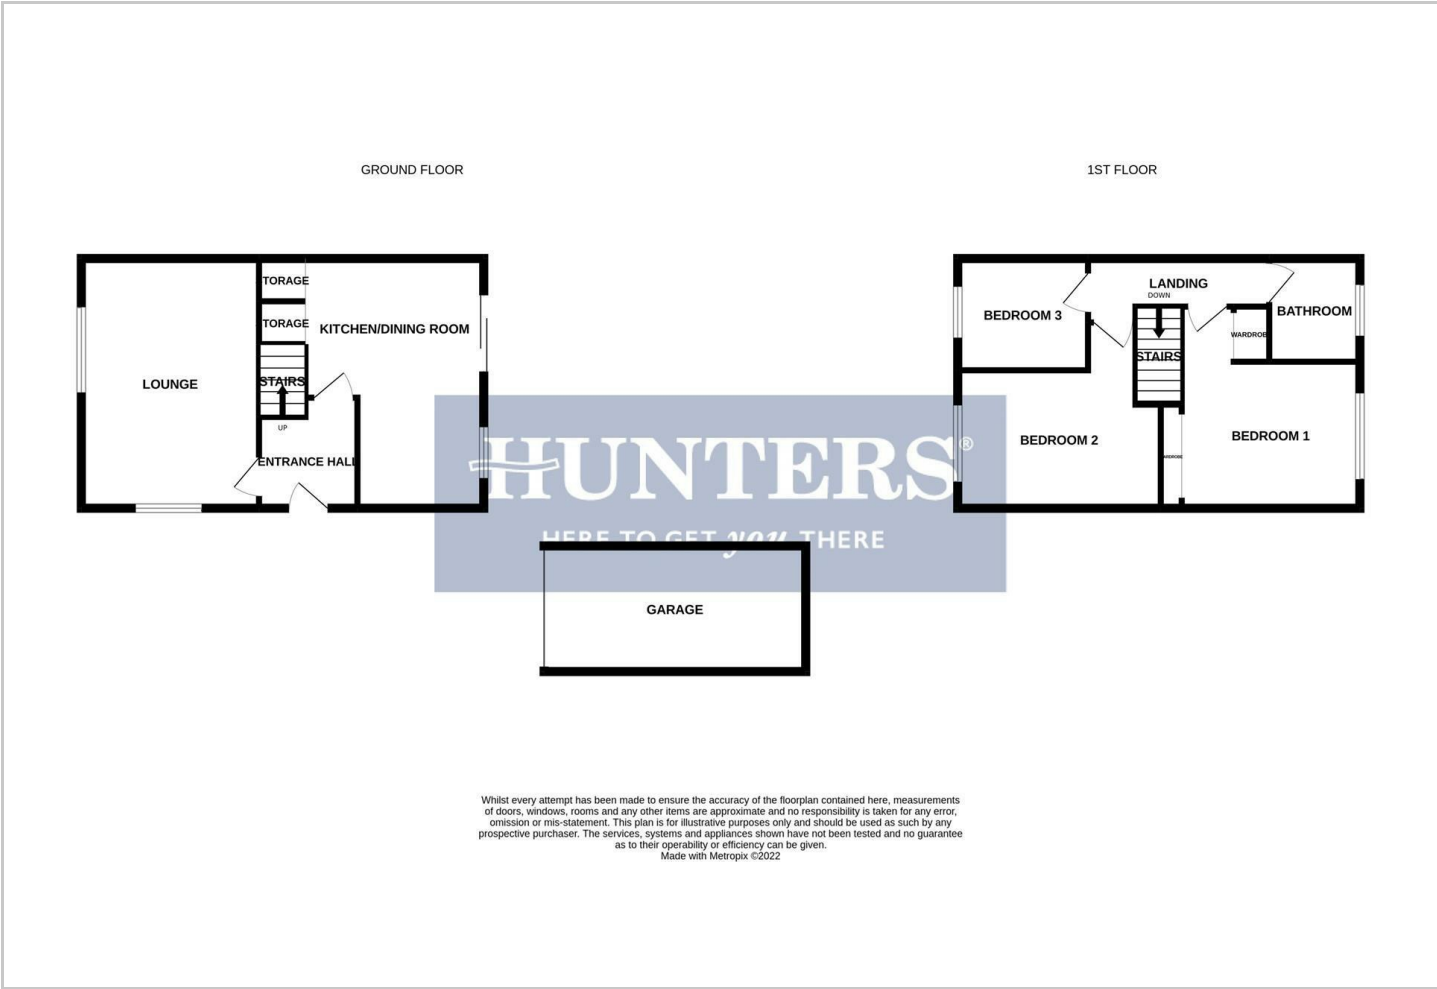 GROUND FLOOR
1ST FLOOR
TORAGE
TORAGE
KITCHEN/DINING ROOM
LOUNGE
STAIRS
UP
ENTRANCE HALL
LANDING
DOWN
BEDROOM 3
BATHROOM
WARDROBE
STAIRS
BEDROOM 2
BEDROOM 1
WARDROBE
HUNTERS®
HERE TO GET you THERE
GARAGE
Whilst every attempt has been made to ensure the accuracy of the floorplan contained here, measurements
of doors, windows, rooms and any other items are approximate and no responsibility is taken for any error,
omission or mis-statement. This plan is for illustrative purposes only and should be used as such by any
prospective purchaser. The services, systems and appliances shown have not been tested and no guarantee
as to their operability or efficiency can be given.
Made with Metropix ©2022